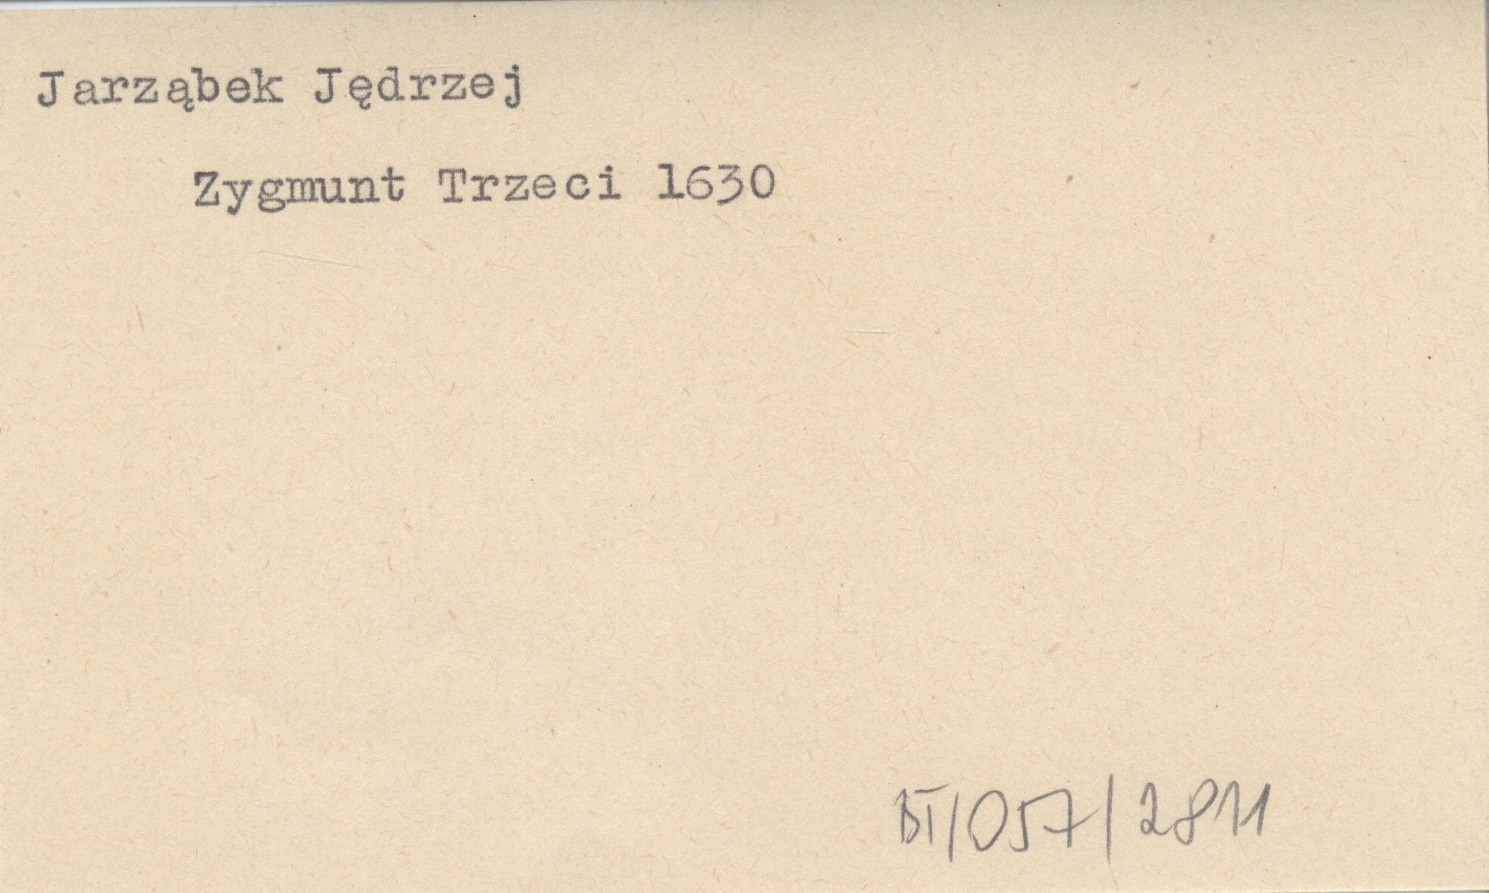 Jarząbek Jędrzej
Zygmunt Trzeci 1630
BT/057/2811